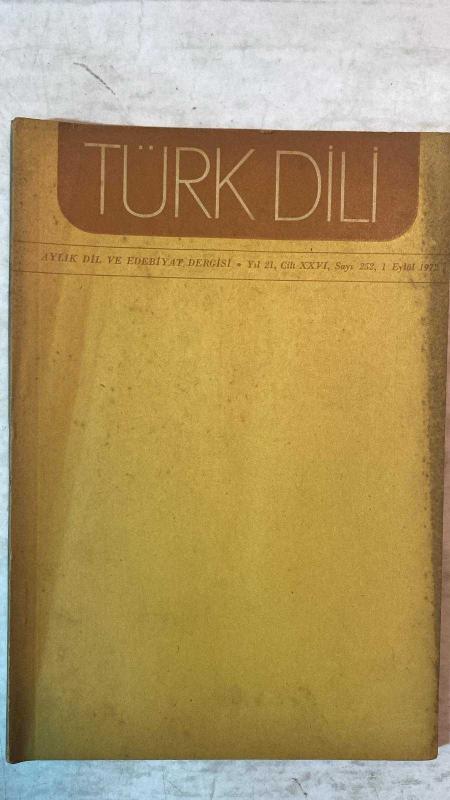 TÜRK DİLİ
AYLIK DİL VE EDEBİYAT DERGİSİ • Yıl 21, Cilt XXVI, Sayı 252, 1 Eylül 1972